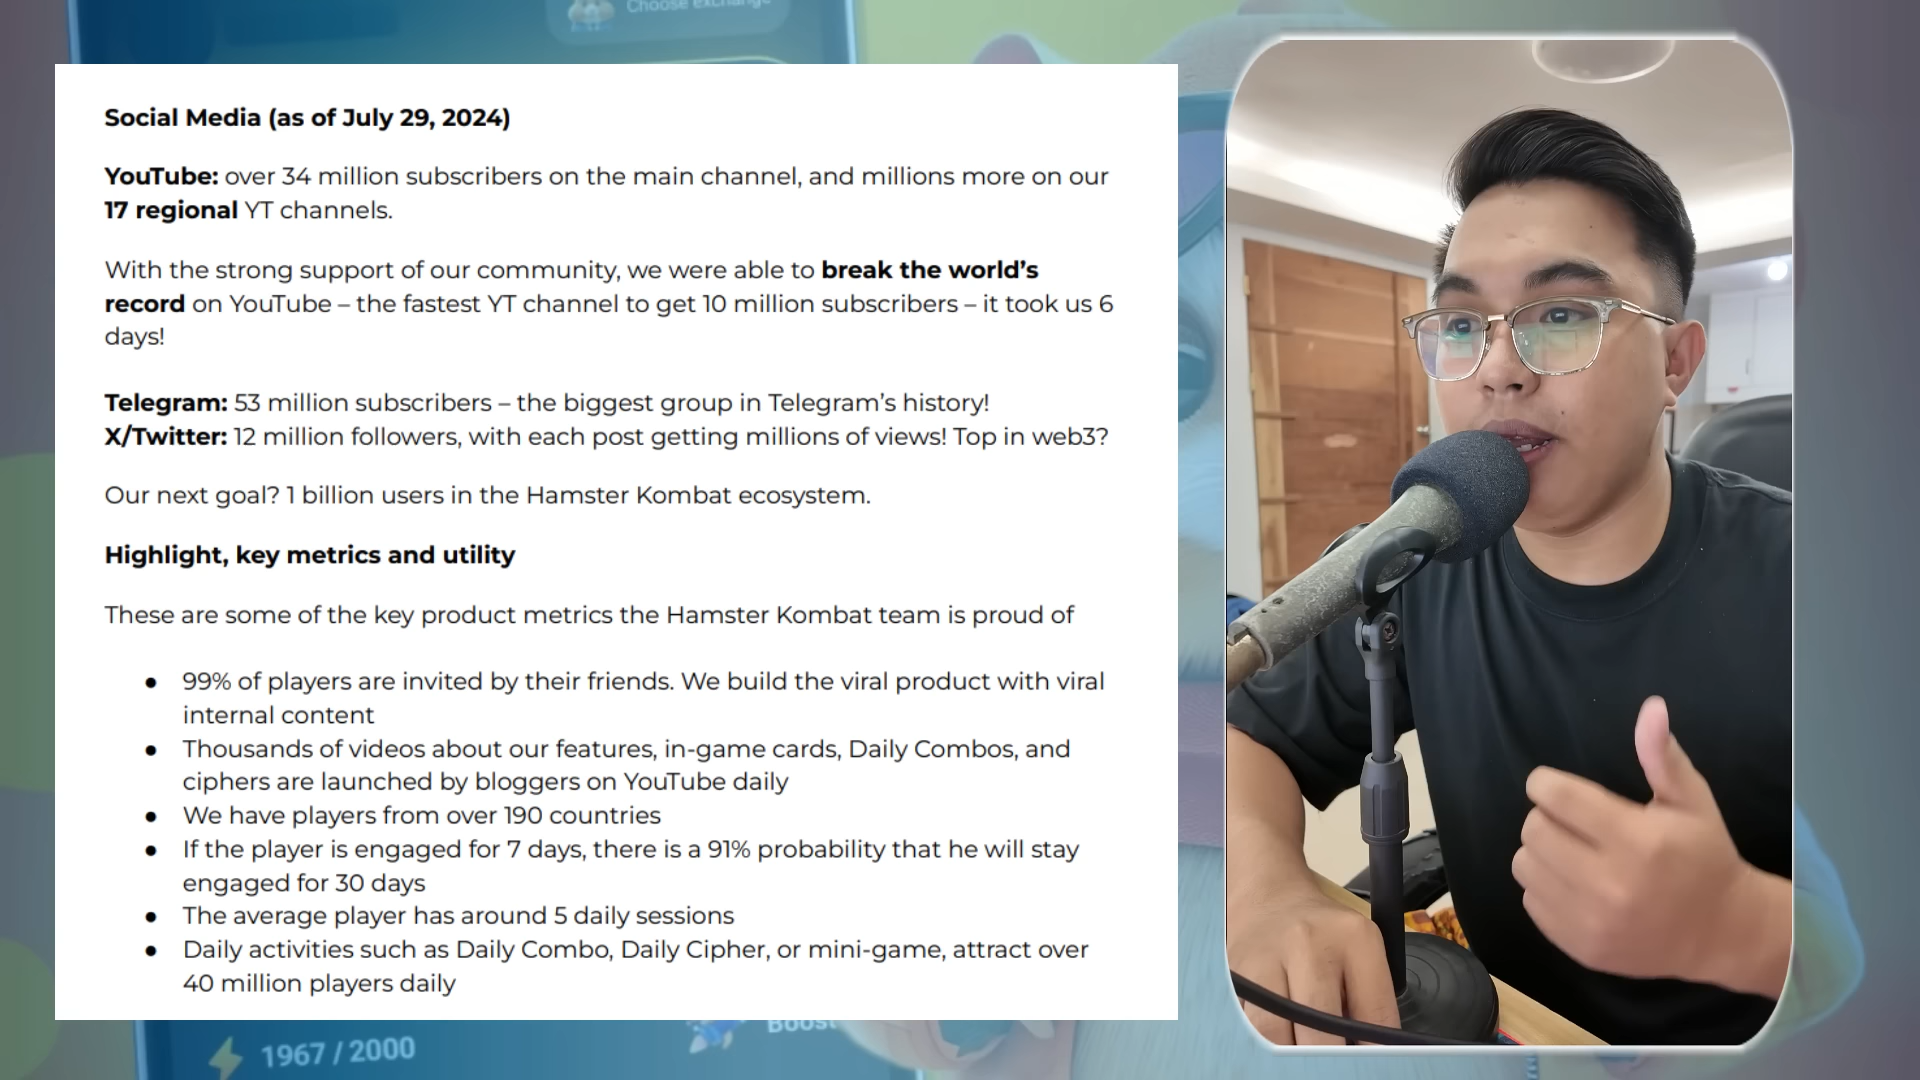 Choose exchange
Social Media (as of July 29, 2024)
YouTube: over 34 million subscribers on the main channel, and millions more on our
17 regional YT channels.
With the strong support of our community, we were able to break the world’s
record on YouTube – the fastest YT channel to get 10 million subscribers – it took us 6
days!
Telegram: 53 million subscribers – the biggest group in Telegram’s history!
X/Twitter: 12 million followers, with each post getting millions of views! Top in web3?
Our next goal? 1 billion users in the Hamster Kombat ecosystem.
Highlight, key metrics and utility
These are some of the key product metrics the Hamster Kombat team is proud of
● 99% of players are invited by their friends. We build the viral product with viral
internal content
● Thousands of videos about our features, in-game cards, Daily Combos, and
ciphers are launched by bloggers on YouTube daily
● We have players from over 190 countries
● If the player is engaged for 7 days, there is a 91% probability that he will stay
engaged for 30 days
● The average player has around 5 daily sessions
● Daily activities such as Daily Combo, Daily Cipher, or mini-game, attract over
40 million players daily
1967 / 2000
Boost